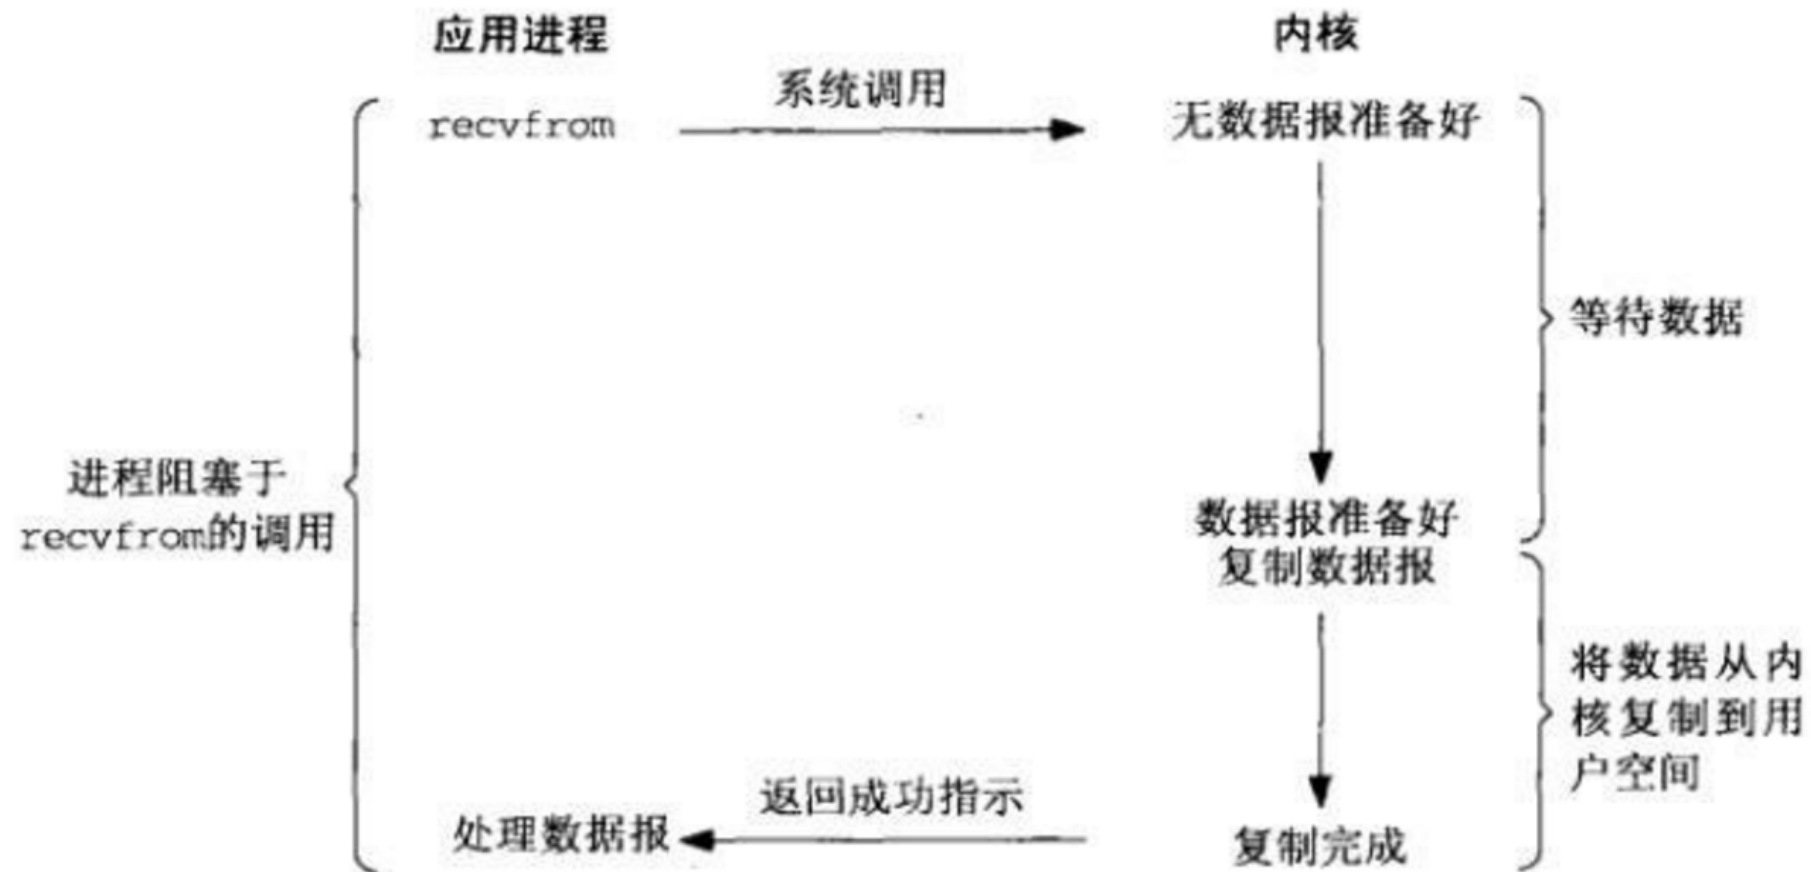 应用进程
内核
系统调用
recvfrom
无数据报准备好
等待数据
进程阻塞于
recvfrom的调用
数据报准备好
复制数据报
将数据从内
核复制到用
户空间
返回成功指示
处理数据报
复制完成